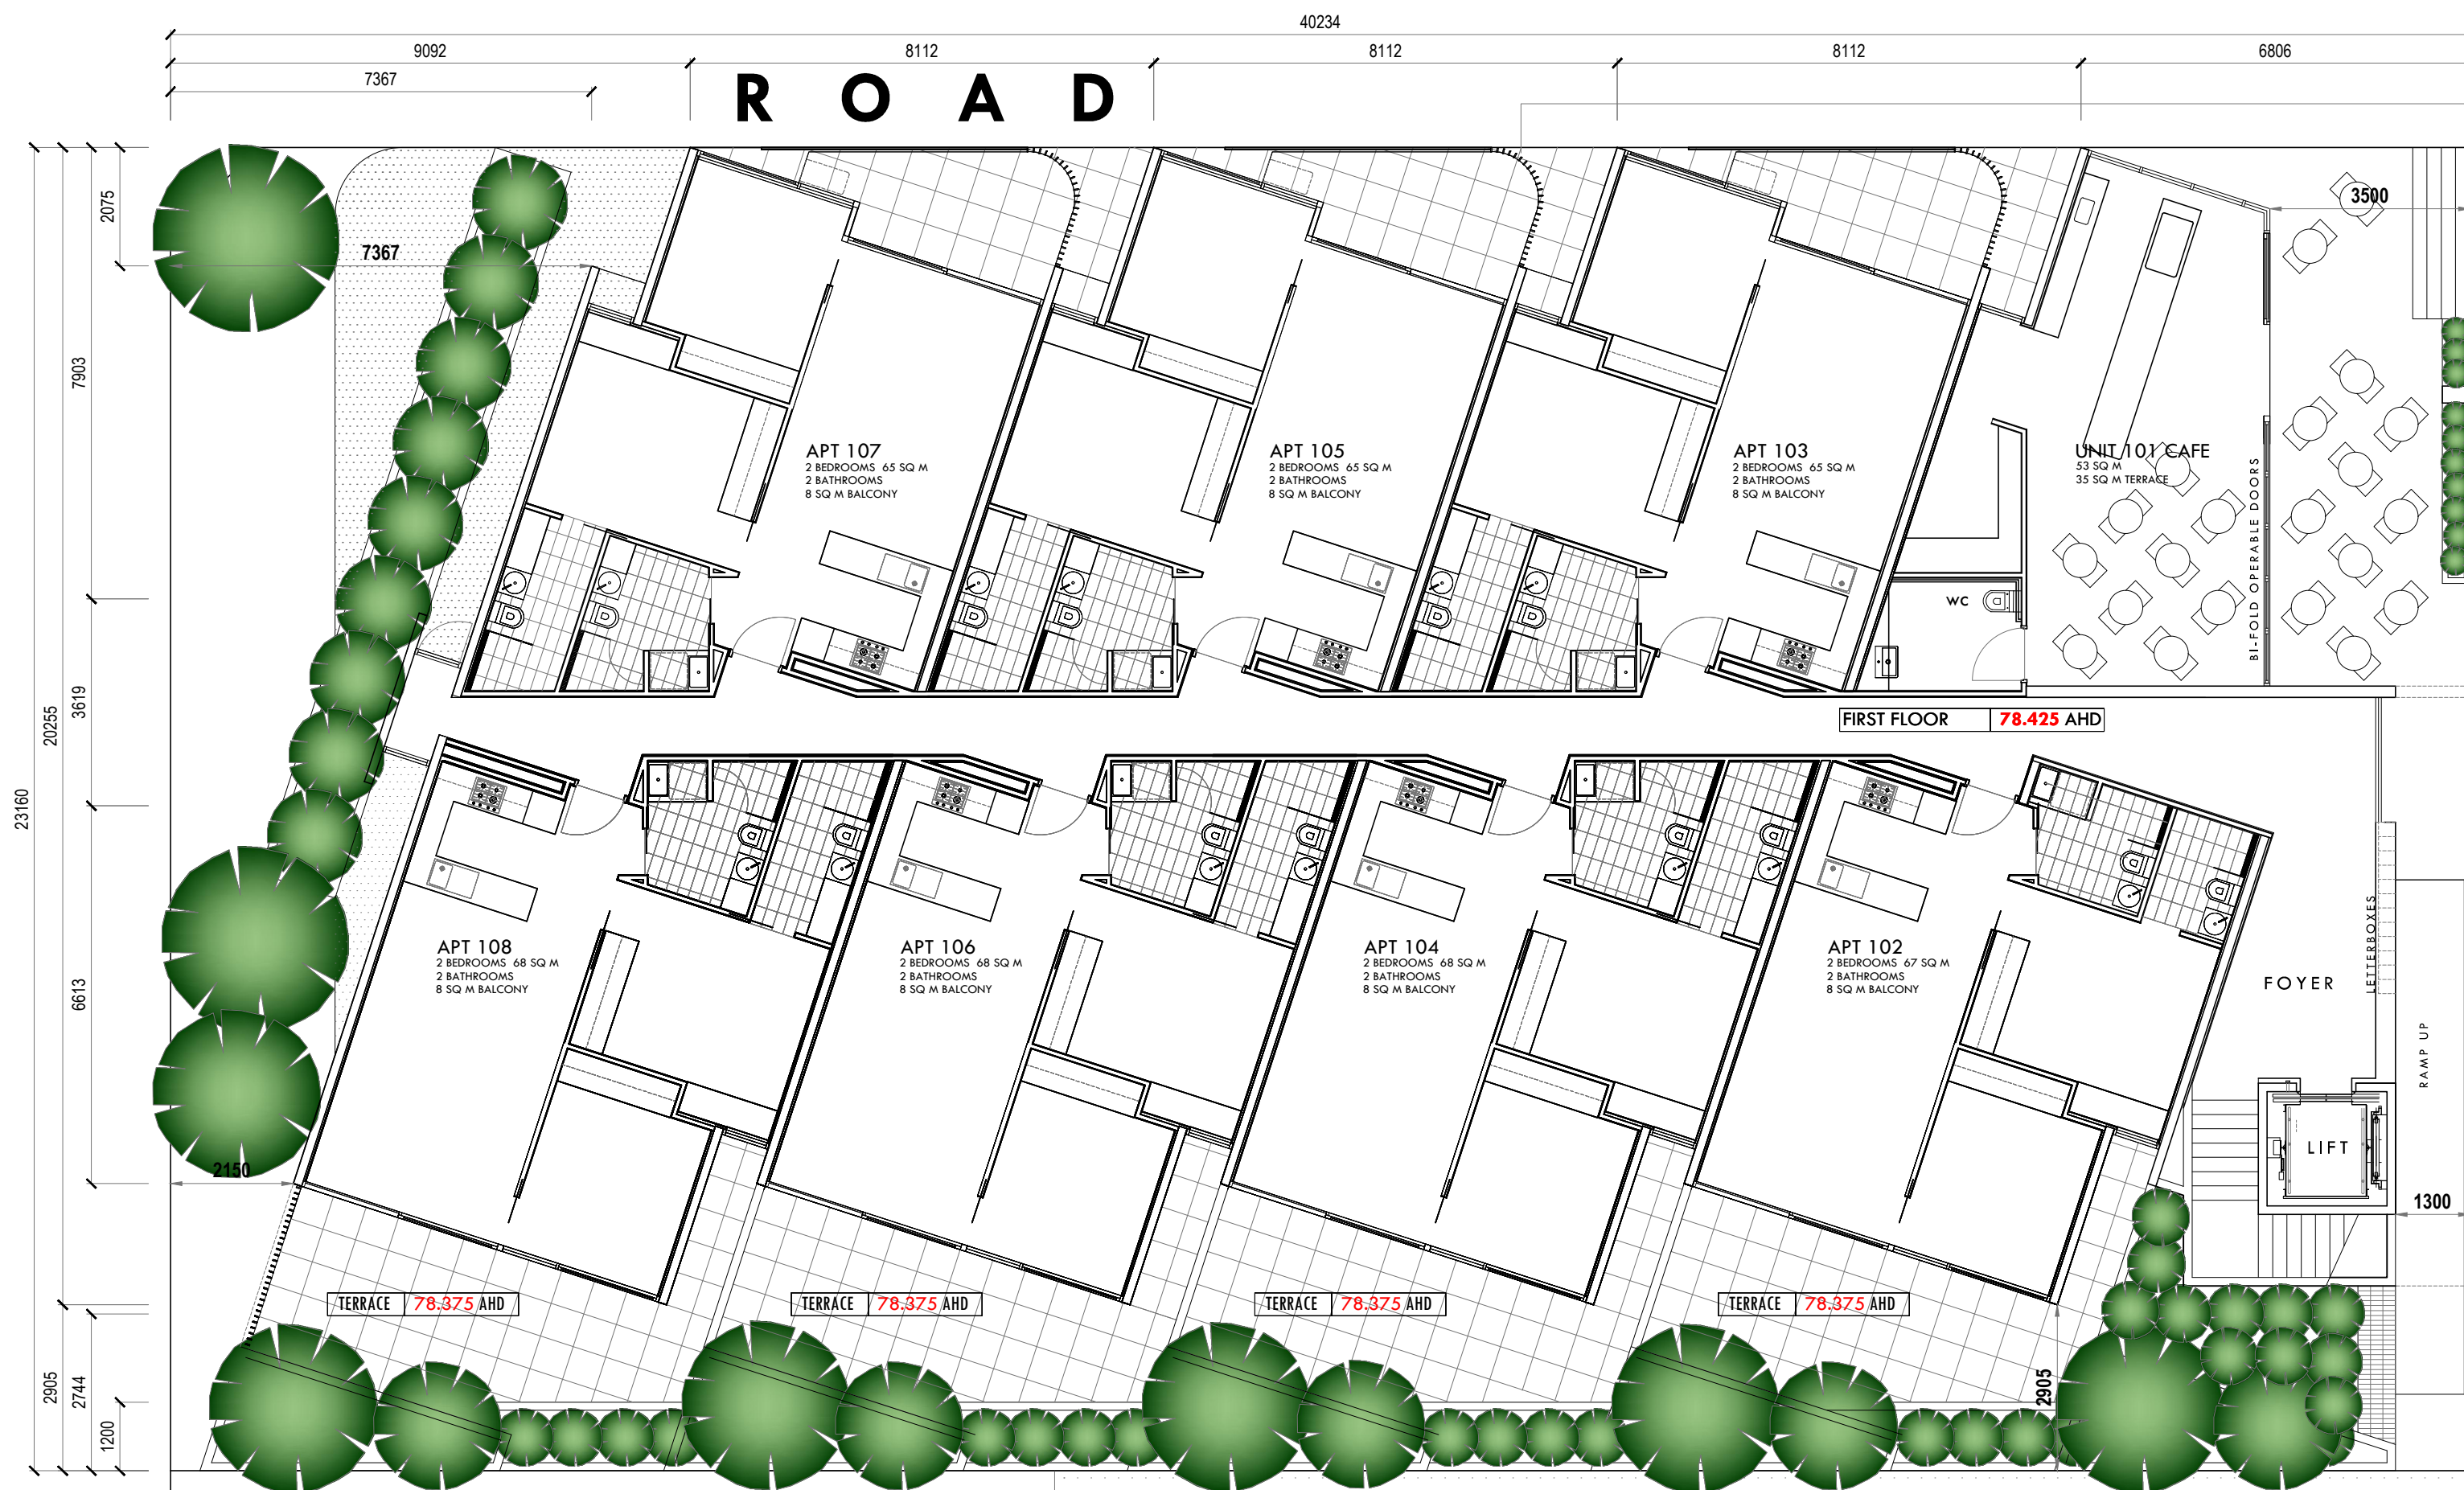 40234
9092 8112 8112 8112 6806
7367
ROAD
2075
7367
3500
7903
APT 107
2 BEDROOMS 65 SQ M
2 BATHROOMS
8 SQ M BALCONY
APT 105
2 BEDROOMS 65 SQ M
2 BATHROOMS
8 SQ M BALCONY
APT 103
2 BEDROOMS 65 SQ M
2 BATHROOMS
8 SQ M BALCONY
UNIT 101 CAFE
53 SQ M
35 SQ M TERRACE
BI-FOLD OPERABLE DOORS
WC
3619
20255
23160
FIRST FLOOR 78.425 AHD
APT 108
2 BEDROOMS 68 SQ M
2 BATHROOMS
8 SQ M BALCONY
APT 106
2 BEDROOMS 68 SQ M
2 BATHROOMS
8 SQ M BALCONY
APT 104
2 BEDROOMS 68 SQ M
2 BATHROOMS
8 SQ M BALCONY
APT 102
2 BEDROOMS 67 SQ M
2 BATHROOMS
8 SQ M BALCONY
FOYER
LETTERBOXES
RAMP UP
6613
LIFT
2150
1300
TERRACE 78.375 AHD
TERRACE 78.375 AHD
TERRACE 78.375 AHD
TERRACE 78.375 AHD
2905
2744
2905
1200